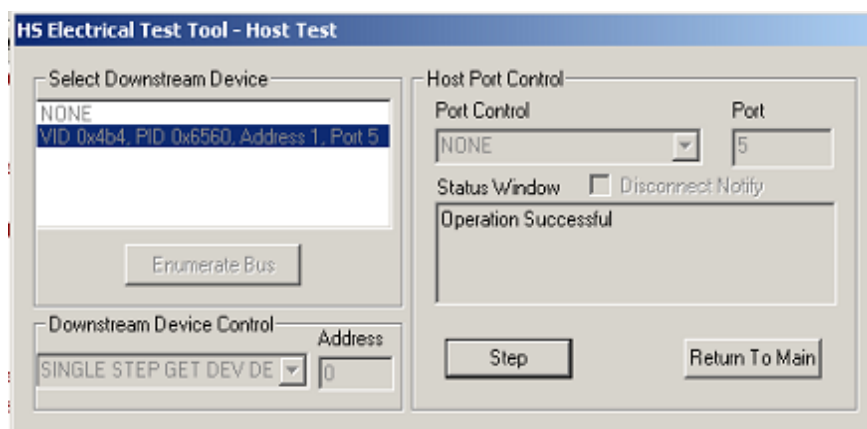 HS Electrical Test Tool - Host Test
Select Downstream Device
NONE
VID 0x4b4, PID 0x6560, Address 1, Port 5
Enumerate Bus
Downstream Device Control
Address
SINGLE STEP GET DEV DE
0
Host Port Control
Port Control
Port
NONE
5
Status Window
Disconnect Notify
Operation Successful
Step
Return To Main